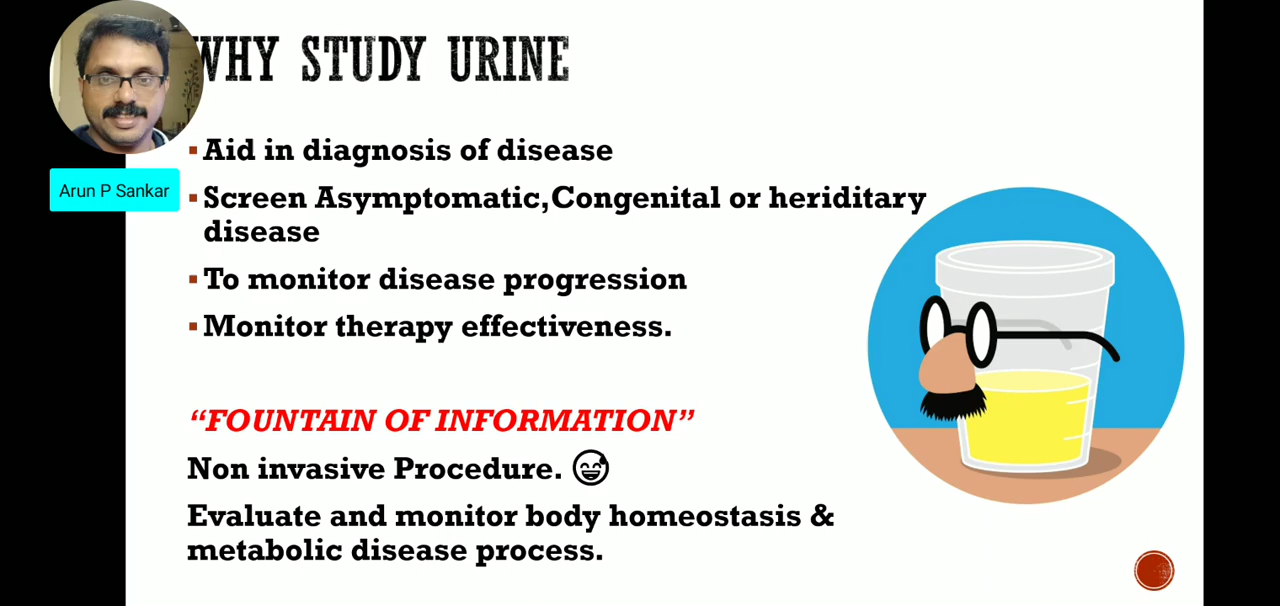 WHY STUDY URINE
Arun P Sankar
Aid in diagnosis of disease
Screen Asymptomatic,Congenital or heriditary
disease
To monitor disease progression
Monitor therapy effectiveness.
“FOUNTAIN OF INFORMATION”
Non invasive Procedure. 😅
Evaluate and monitor body homeostasis &
metabolic disease process.